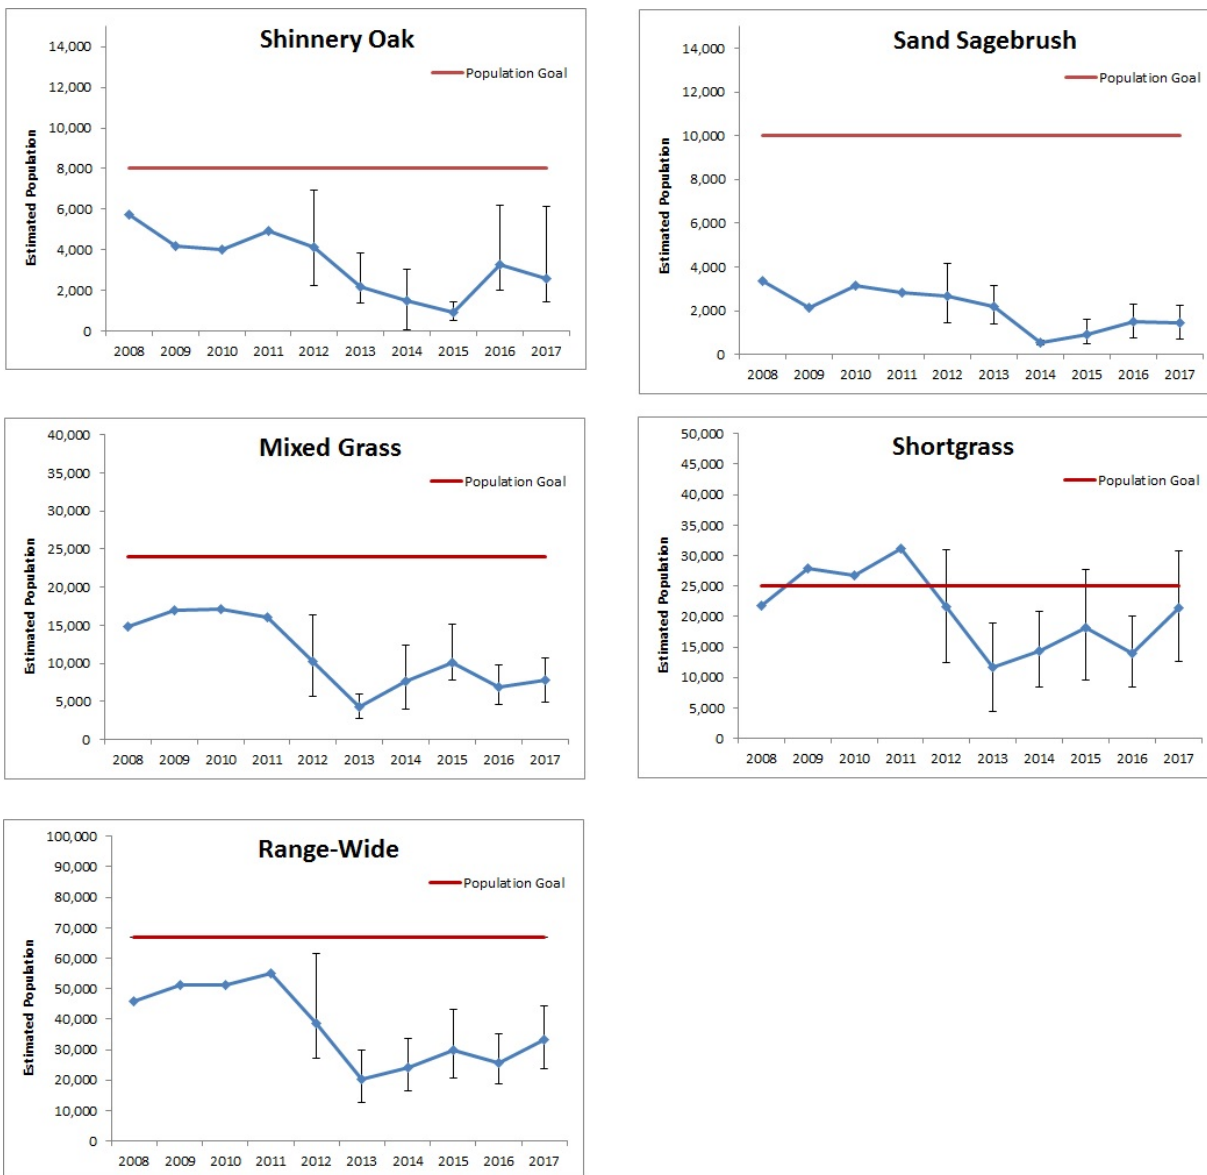 Shinnery Oak
Population Goal
Estimated Population
14,000
12,000
10,000
8,000
6,000
4,000
2,000
0
2008 2009 2010 2011 2012 2013 2014 2015 2016 2017
Sand Sagebrush
Population Goal
Estimated Population
14,000
12,000
10,000
8,000
6,000
4,000
2,000
0
2008 2009 2010 2011 2012 2013 2014 2015 2016 2017
Mixed Grass
Population Goal
Estimated Population
40,000
35,000
30,000
25,000
20,000
15,000
10,000
5,000
0
2008 2009 2010 2011 2012 2013 2014 2015 2016 2017
Shortgrass
Population Goal
Estimated Population
50,000
45,000
40,000
35,000
30,000
25,000
20,000
15,000
10,000
5,000
0
2008 2009 2010 2011 2012 2013 2014 2015 2016 2017
Range-Wide
Population Goal
Estimated Population
100,000
90,000
80,000
70,000
60,000
50,000
40,000
30,000
20,000
10,000
0
2008 2009 2010 2011 2012 2013 2014 2015 2016 2017